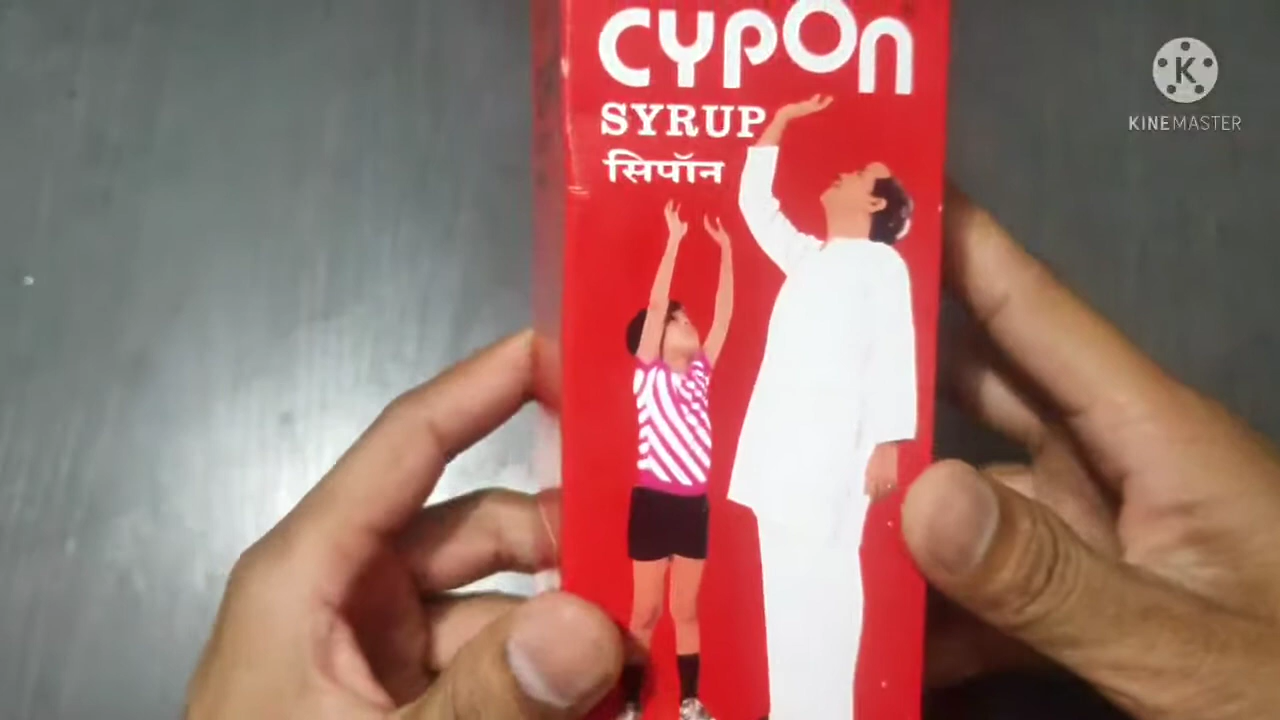 CYPON
SYRUP
सिपॉन
K
KINEMASTER